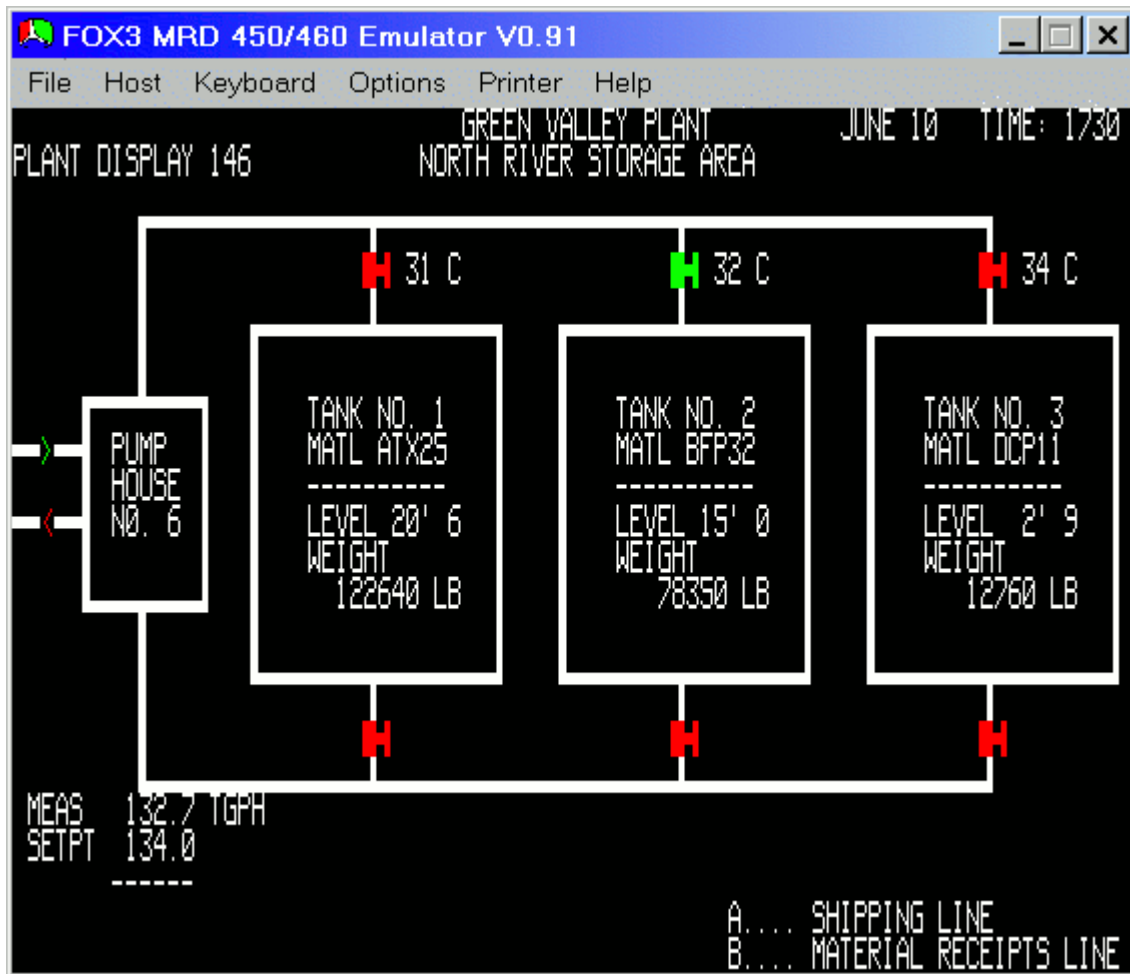 FOX3 MRD 450/460 Emulator V0.91
File Host Keyboard Options Printer Help
GREEN VALLEY PLANT JUNE 10 TIME: 1730
PLANT DISPLAY 146 NORTH RIVER STORAGE AREA
31 C 32 C 34 C
TANK NO. 1
MATL ATX25
----------
LEVEL 20' 6
WEIGHT
122640 LB
TANK NO. 2
MATL BFP32
----------
LEVEL 15' 0
WEIGHT
78350 LB
TANK NO. 3
MATL DCP11
----------
LEVEL 2' 9
WEIGHT
12760 LB
PUMP
HOUSE
NO. 6
MEAS 132.7 TGPH
SETPT 134.0
------
A.... SHIPPING LINE
B.... MATERIAL RECEIPTS LINE